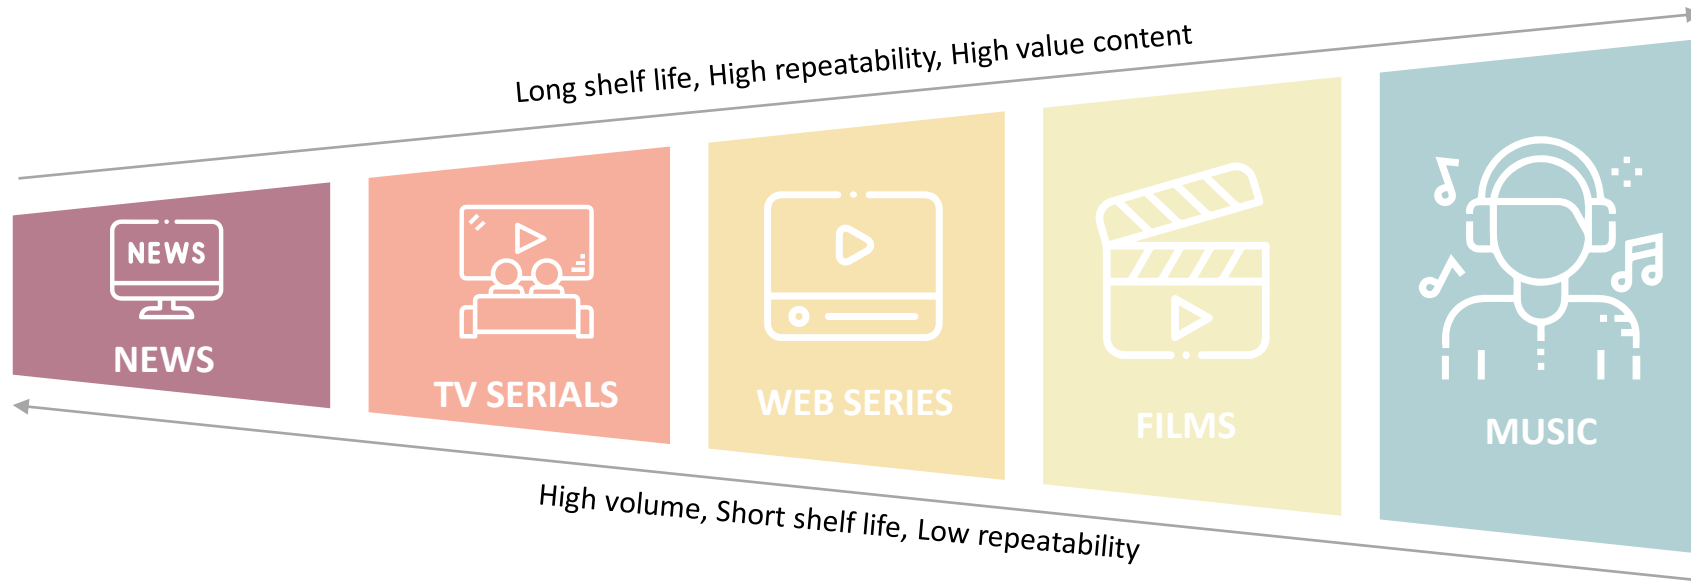 Long shelf life, High repeatability, High value content
NEWS
NEWS
TV SERIALS
WEB SERIES
FILMS
MUSIC
High volume, Short shelf life, Low repeatability